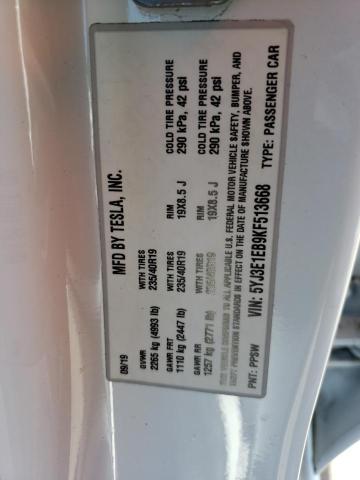 MFD BY TESLA, INC.
09/19
GVWR WITH TIRES RIM COLD TIRE PRESSURE
2265 kg (4993 lb) 235/40R19 19X8.5 J 290 kPa, 42 psi
GAWR FRT WITH TIRES RIM COLD TIRE PRESSURE
1110 kg (2447 lb) 235/40R19 19X8.5 J 290 kPa, 42 psi
GAWR RR
1257 kg (2771 lb) 235/40R19 19X8.5 J
THIS VEHICLE CONFORMS TO ALL APPLICABLE U.S. FEDERAL MOTOR VEHICLE SAFETY, BUMPER, AND
THEFT PREVENTION STANDARDS IN EFFECT ON THE DATE OF MANUFACTURE SHOWN ABOVE.
VIN: 5YJ3E1EB9KF513668
PNT: PPSW TYPE: PASSENGER CAR